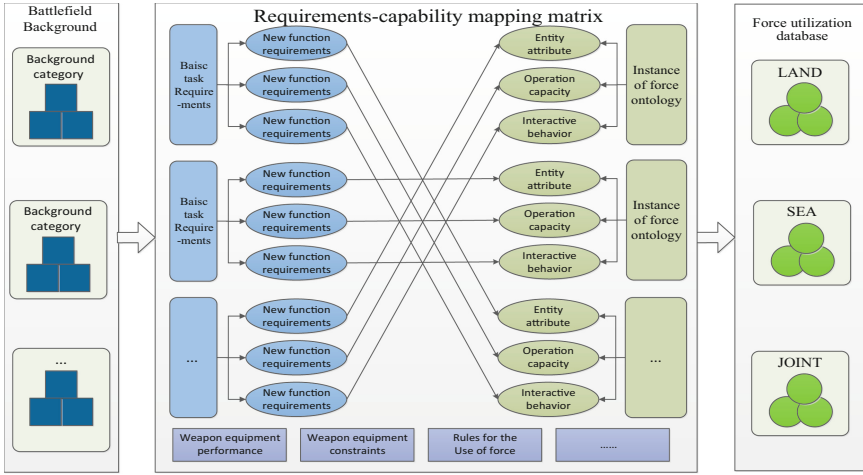 Battlefield
Background
Background
category
Background
category
...
Requirements-capability mapping matrix
Baisc
task
Require
-ments
New function
requirements
New function
requirements
New function
requirements
Entity
attribute
Operation
capacity
Interactive
behavior
Instance
of force
ontology
Baisc
task
Require
-ments
New function
requirements
New function
requirements
New function
requirements
Entity
attribute
Operation
capacity
Interactive
behavior
Instance
of force
ontology
...
New function
requirements
New function
requirements
New function
requirements
Entity
attribute
Operation
capacity
Interactive
behavior
...
Weapon equipment
performance
Weapon equipment
constraints
Rules for the
Use of force
......
Force utilization
database
LAND
SEA
JOINT